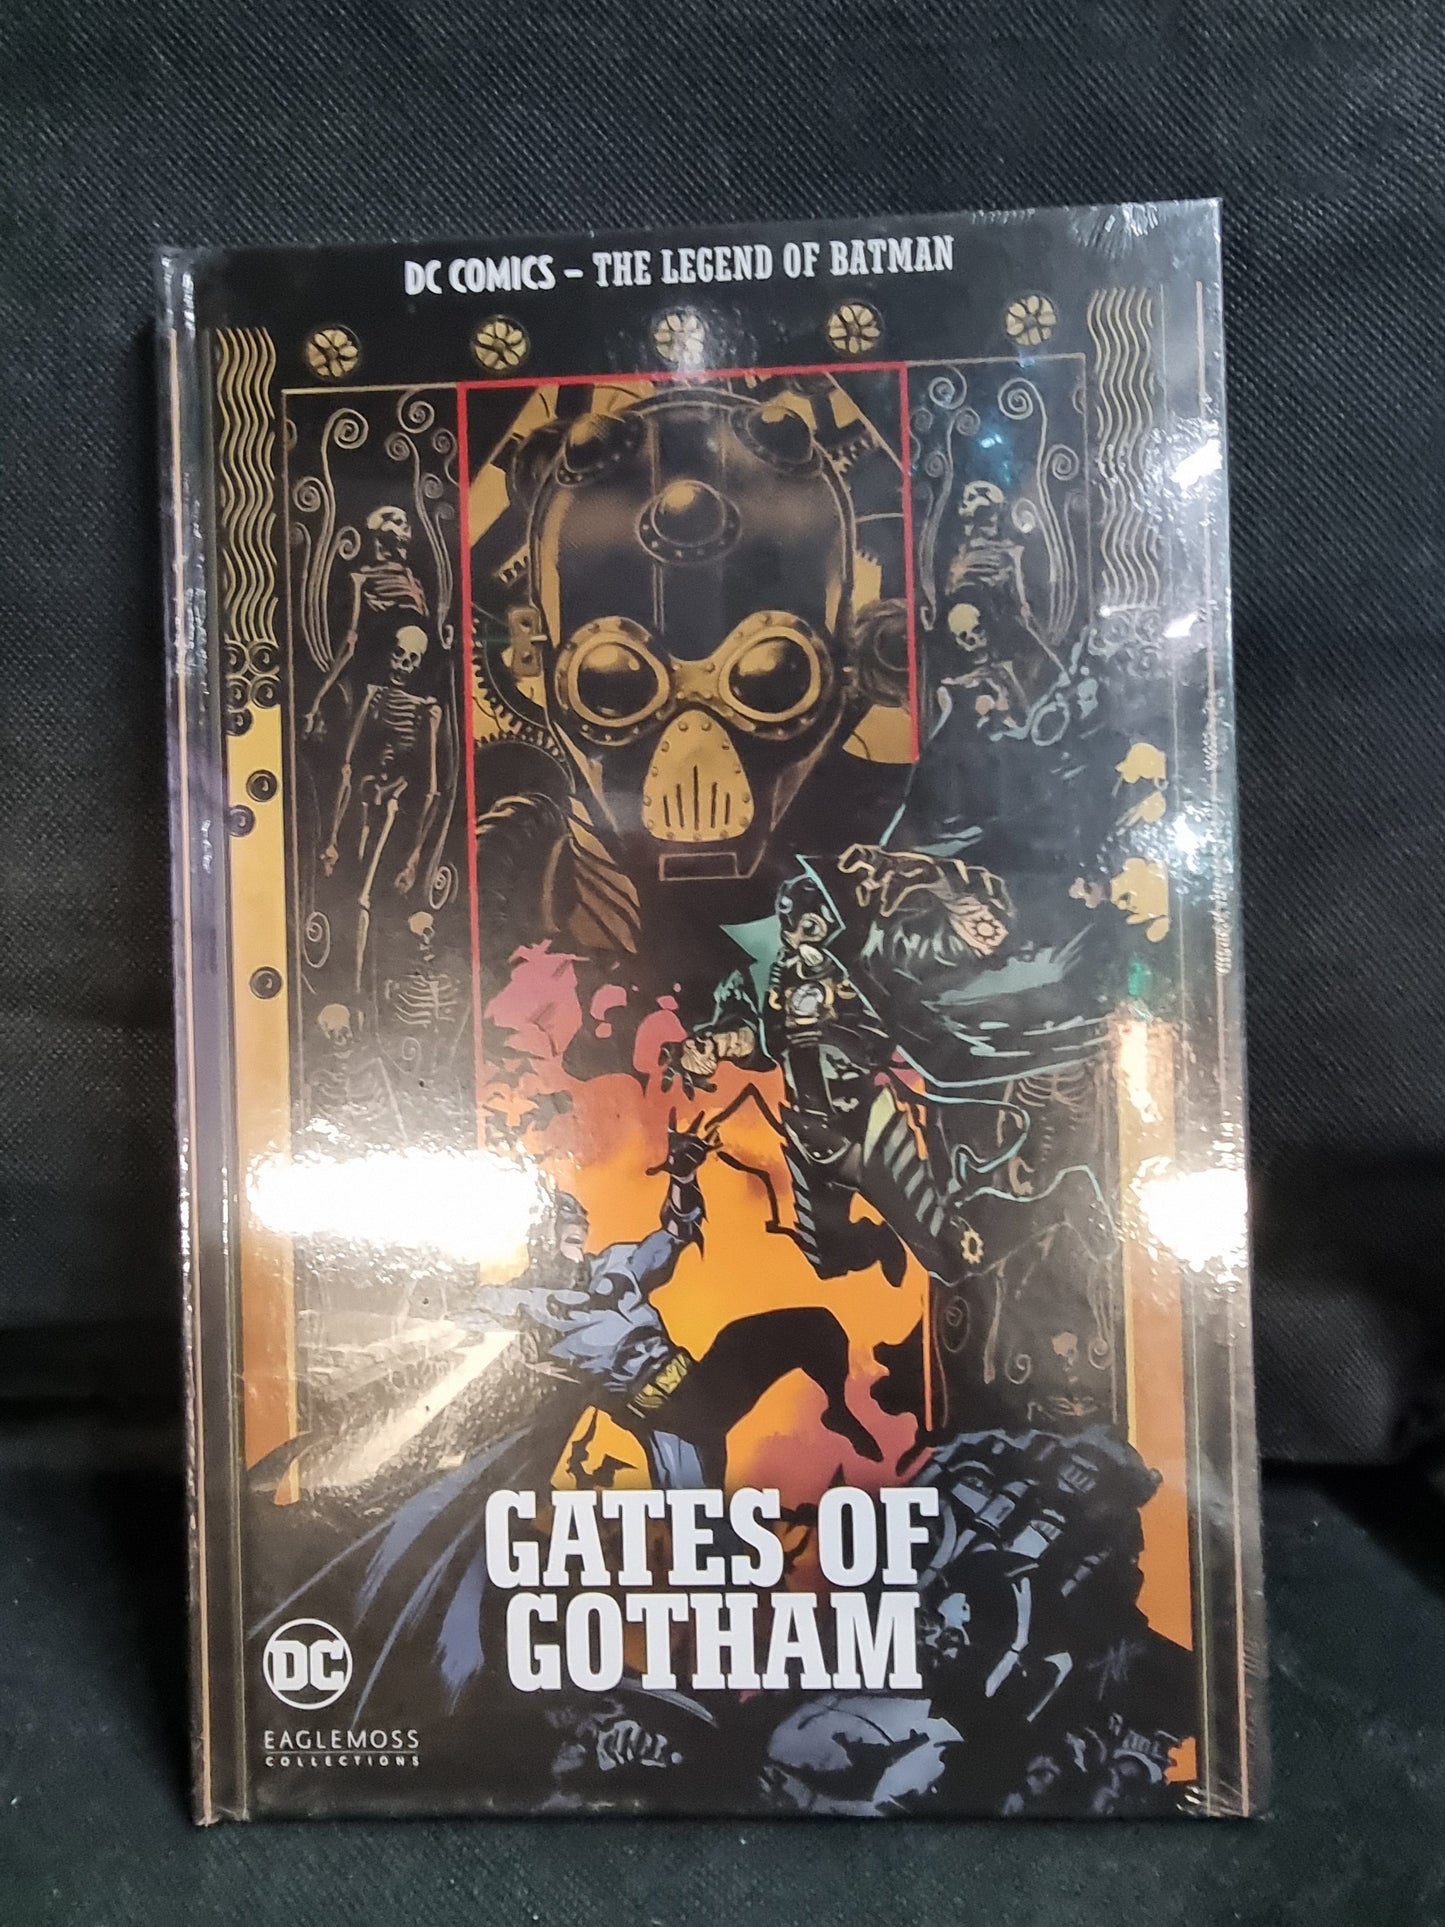 DC COMICS – THE LEGEND OF BATMAN
GATES OF
GOTHAM
DC
EAGLEMOSS
COLLECTIONS